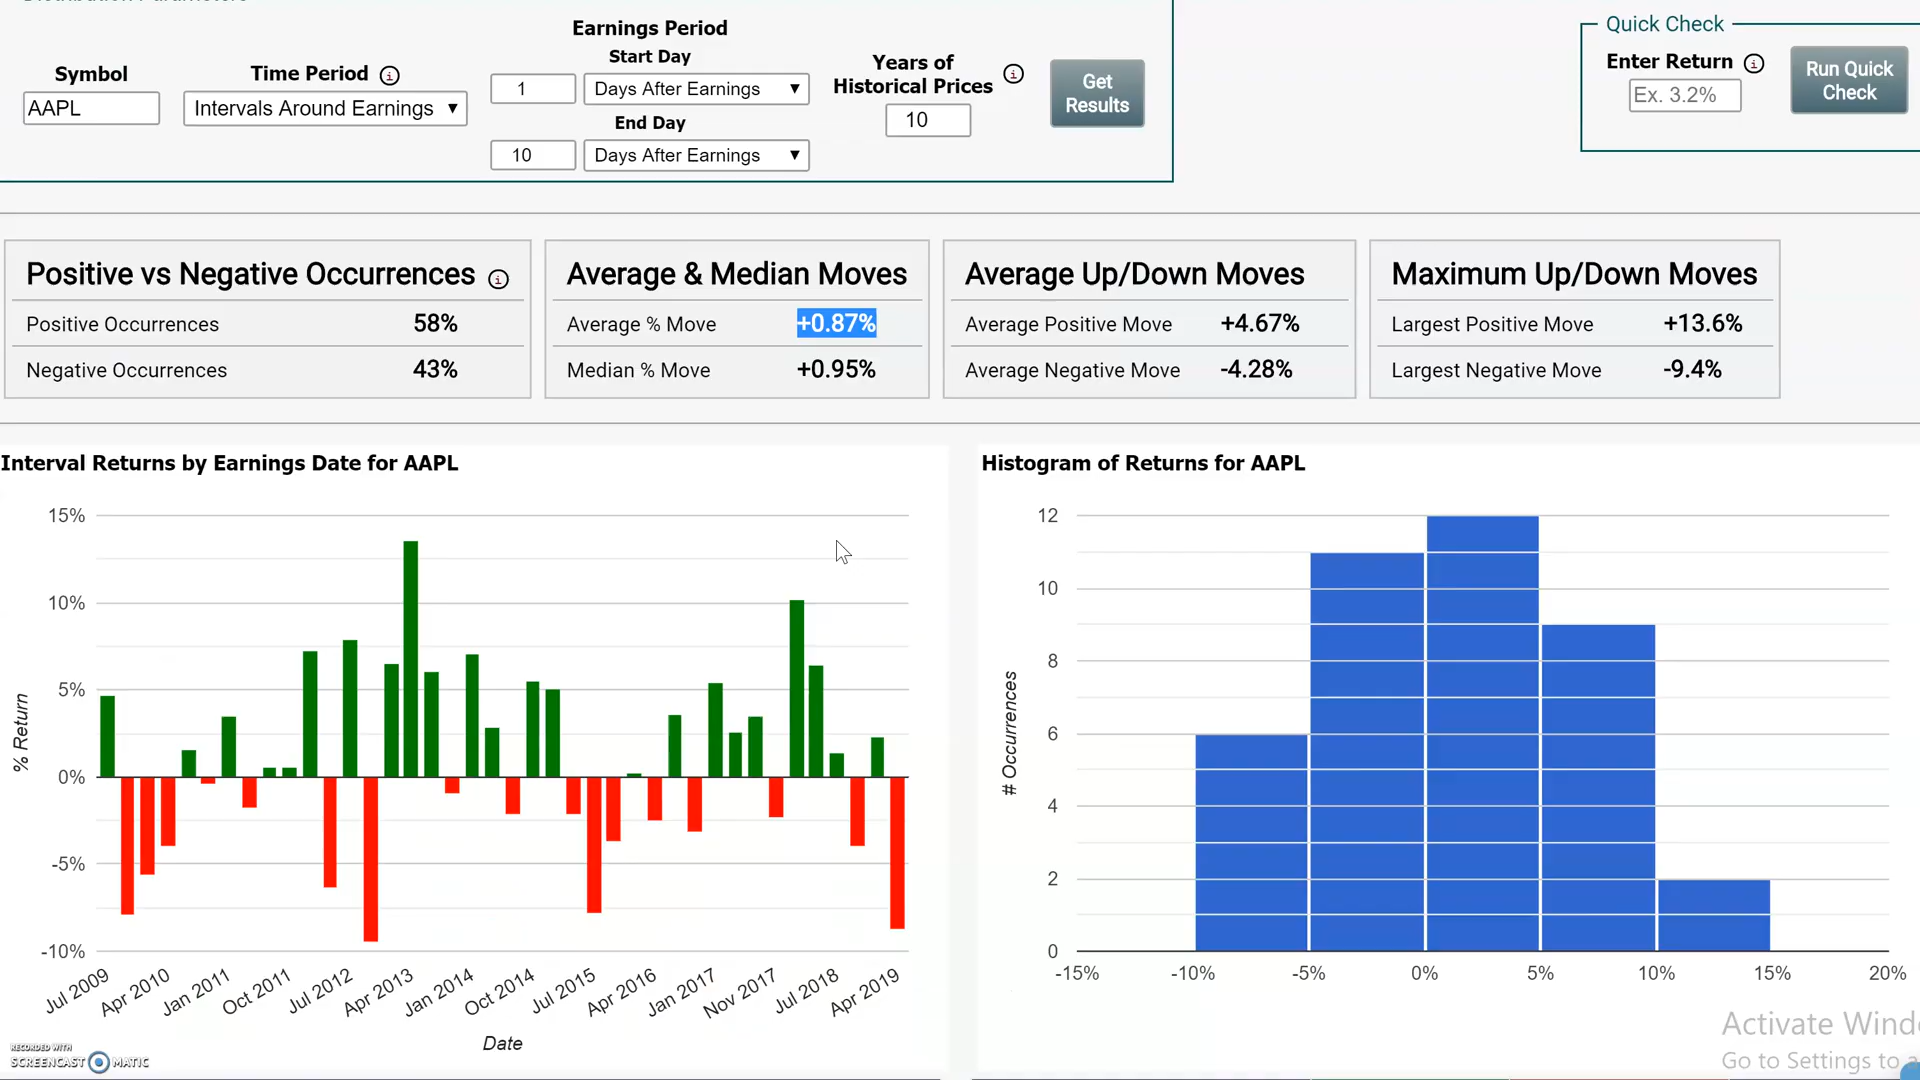 Distribution Parameters
Symbol
AAPL
Time Period
Intervals Around Earnings
Earnings Period
Start Day
1
Days After Earnings
End Day
10
Days After Earnings
Years of
Historical Prices
10
Get
Results
Quick Check
Enter Return
Ex. 3.2%
Run Quick
Check
Positive vs Negative Occurrences
Positive Occurrences 58%
Negative Occurrences 43%
Average & Median Moves
Average % Move +0.87%
Median % Move +0.95%
Average Up/Down Moves
Average Positive Move +4.67%
Average Negative Move -4.28%
Maximum Up/Down Moves
Largest Positive Move +13.6%
Largest Negative Move -9.4%
Interval Returns by Earnings Date for AAPL
15%
10%
5%
0%
-5%
-10%
% Return
Jul 2009
Apr 2010
Jan 2011
Oct 2011
Jul 2012
Apr 2013
Jan 2014
Oct 2014
Jul 2015
Apr 2016
Jan 2017
Nov 2017
Jul 2018
Apr 2019
Date
Histogram of Returns for AAPL
12
10
8
6
4
2
0
# Occurrences
-15%
-10%
-5%
0%
5%
10%
15%
20%
Activate Wind
Go to Settings to a
RECORDED WITH
SCREENCAST MATIC